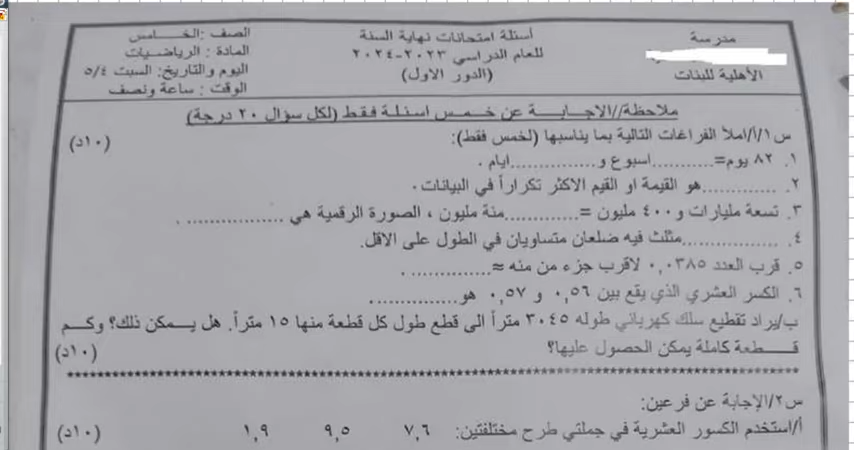 مدرسة
الأهلية للبنات
أسئلة امتحانات نهاية السنة
للعام الدراسي ٢٠٢٣-٢٠٢٤
(الدور الاول)
الصف :الخـــامس
المادة : الرياضيات
اليوم والتاريخ: السبت ٥/٤
الوقت : ساعة ونصف
ملاحظة//الاجابــة عن خمـس اسئلة فقط (لكل سؤال ٢٠ درجة)
س١/أ/املأ الفراغات التالية بما يناسبها (لخمس فقط): (١٠د)
١. ٨٢ يوم=..........اسبوع و..............ايام .
٢. .............هو القيمة او القيم الاكثر تكراراً في البيانات.
٣. تسعة مليارات و٤٠٠ مليون =.............مئة مليون ، الصورة الرقمية هي ................. .
٤. .................مثلث فيه ضلعان متساويان في الطول على الاقل.
٥. قرب العدد ٠,٠٣٨٥ لاقرب جزء من مئه ≈.............. .
٦. الكسر العشري الذي يقع بين ٠,٥٦ و ٠,٥٧ هو...............
ب/يراد تقطيع سلك كهربائي طوله ٣٠٤٥ متراً الى قطع طول كل قطعة منها ١٥ متراً. هل يـمكن ذلك؟ وكـم
قـــطعة كاملة يمكن الحصول عليها؟ (١٠د)
************************************************
س٢/الإجابة عن فرعين:
أ/استخدم الكسور العشرية في جملتي طرح مختلفتين: ٧,٦ ٩,٥ ١,٩ (١٠د)